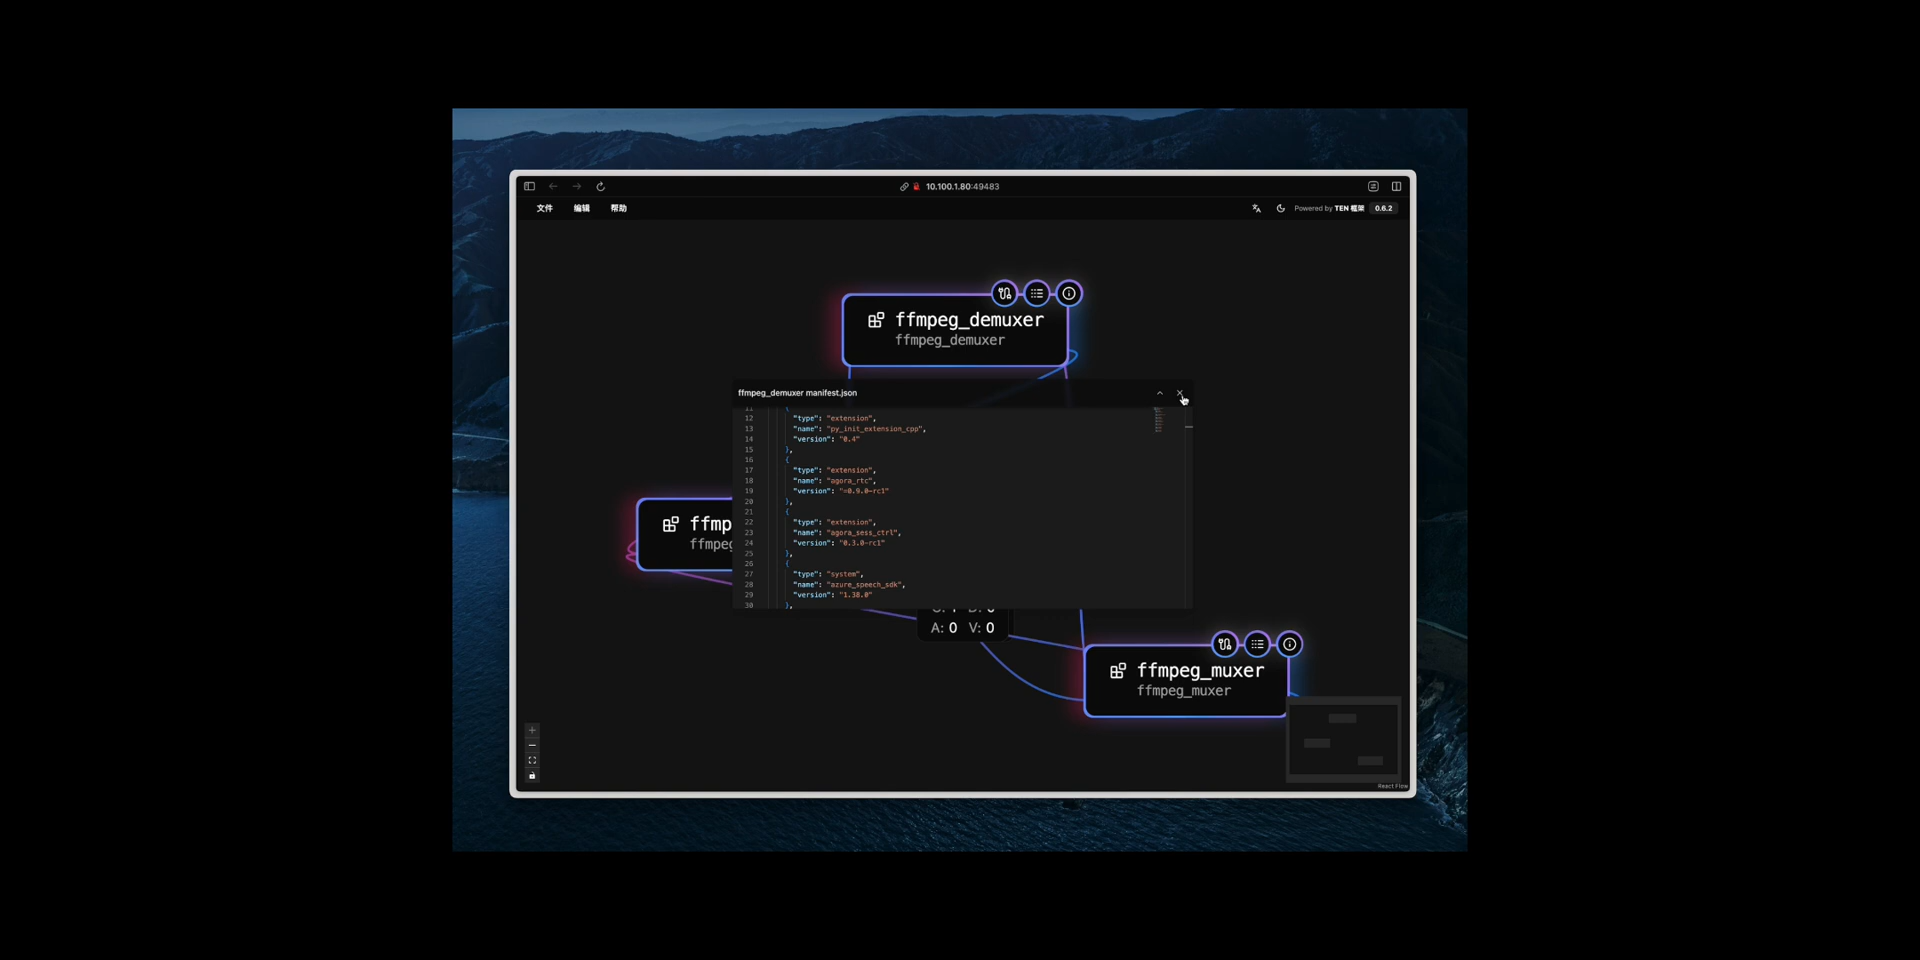 10.100.1.80:49483
文件 编辑 帮助
Powered by TEN 框架 0.6.2
ffmpeg_demuxer
ffmpeg_demuxer
ffmpeg_demuxer manifest.json
11 {
12 "type": "extension",
13 "name": "py_init_extension_cpp",
14 "version": "0.4"
15 },
16 {
17 "type": "extension",
18 "name": "agora_rtc",
19 "version": "=0.9.0-rc1"
20 },
21 {
22 "type": "extension",
23 "name": "agora_sess_ctrl",
24 "version": "0.3.0-rc1"
25 },
26 {
27 "type": "system",
28 "name": "azure_speech_sdk",
29 "version": "1.38.0"
30 },
ffmp
ffmpeg
A: 0 V: 0
ffmpeg_muxer
ffmpeg_muxer
React Flow